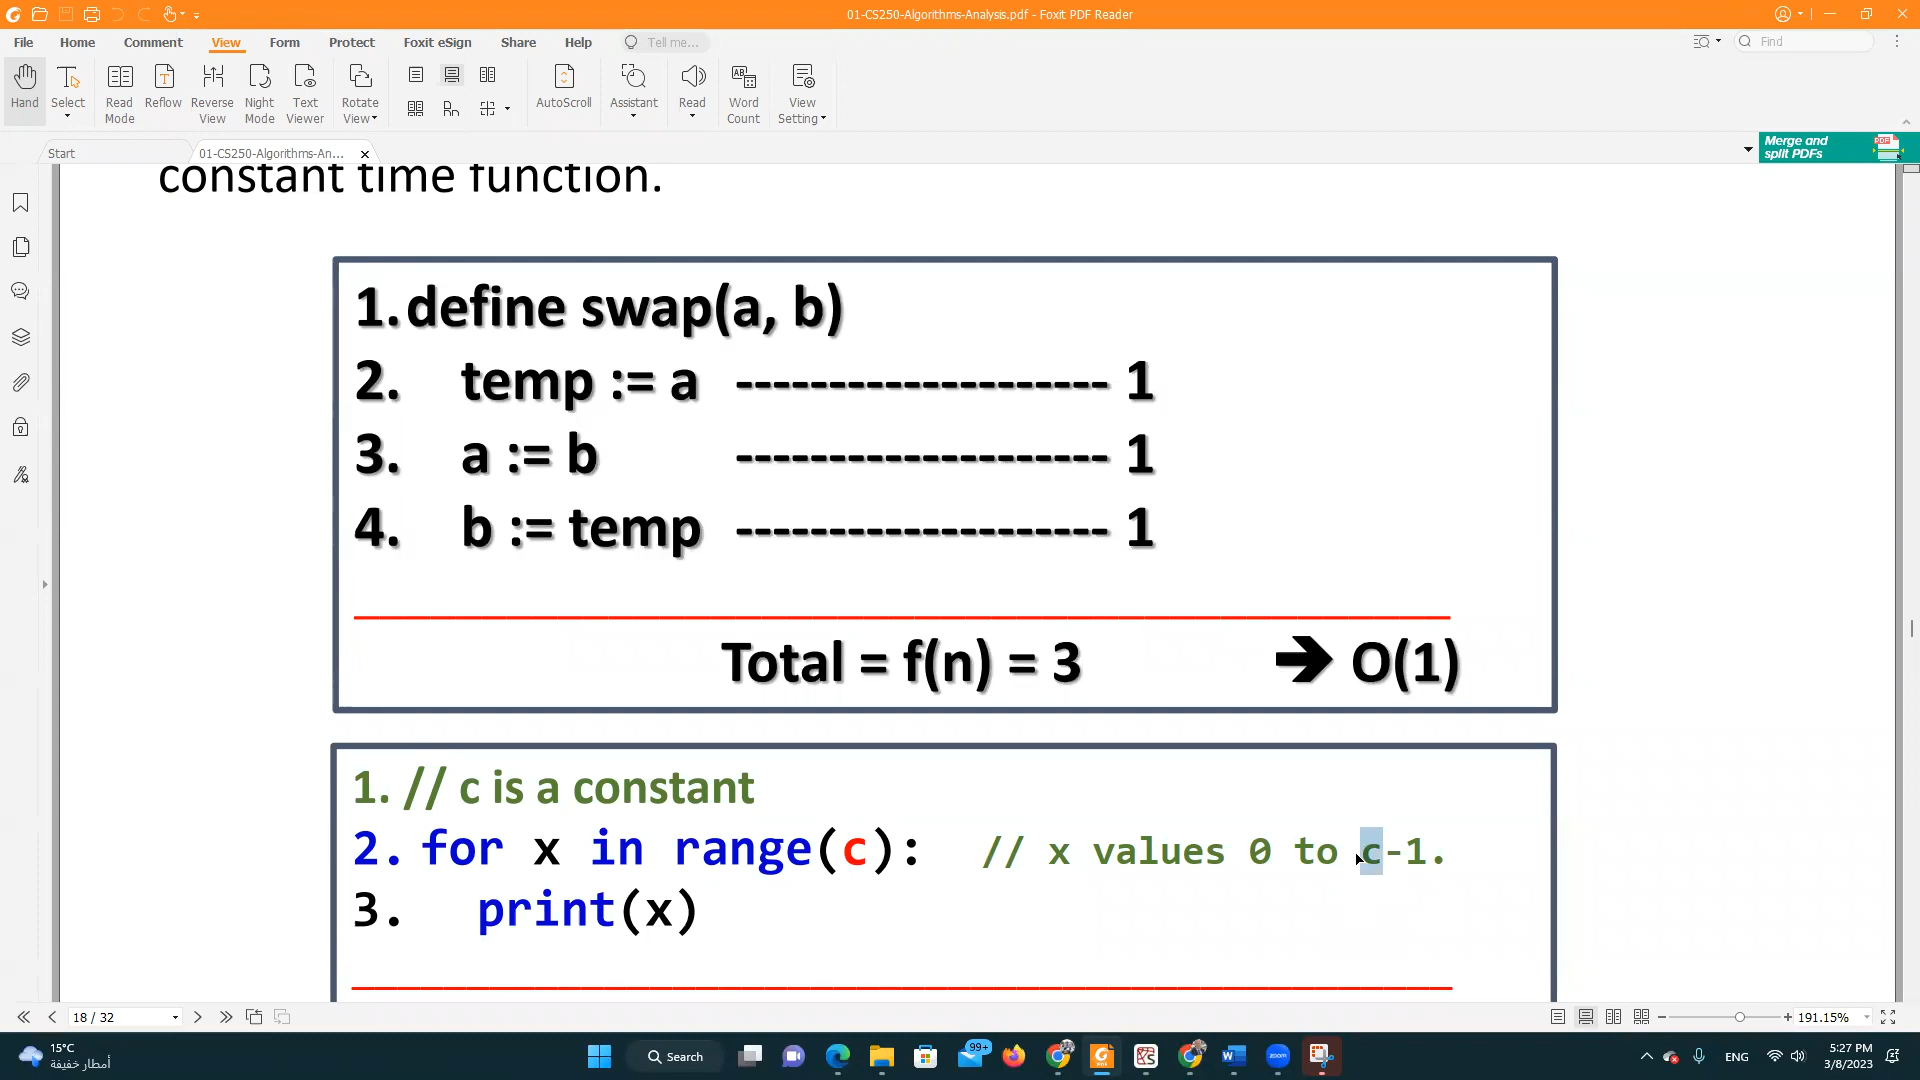 01-CS250-Algorithms-Analysis.pdf - Foxit PDF Reader
File Home Comment View Form Protect Foxit eSign Share Help Tell me... Find
Hand Select Read Mode Reflow Reverse View Night Mode Text Viewer Rotate View AutoScroll Assistant Read Word Count View Setting
Start 01-CS250-Algorithms-An... Merge and split PDFs
constant time function.
1. define swap(a, b)
2. temp := a -------------------- 1
3. a := b -------------------- 1
4. b := temp -------------------- 1
Total = f(n) = 3 ➔ O(1)
1. // c is a constant
2. for x in range(c): // x values 0 to c-1.
3. print(x)
18 / 32 191.15%
15°C
أمطار خفيفة
Search 99+ ENG 5:27 PM
3/8/2023